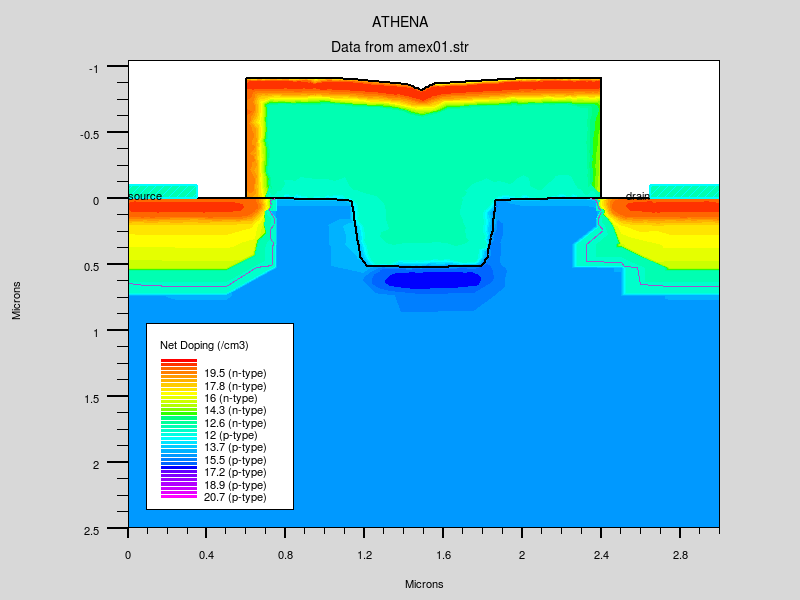 ATHENA
Data from amex01.str
-1
-0.5
source
drain
0
0.5
1
1.5
2
2.5
Microns
Net Doping (/cm3)
19.5 (n-type)
17.8 (n-type)
16 (n-type)
14.3 (n-type)
12.6 (n-type)
12 (p-type)
13.7 (p-type)
15.5 (p-type)
17.2 (p-type)
18.9 (p-type)
20.7 (p-type)
0
0.4
0.8
1.2
1.6
2
2.4
2.8
Microns